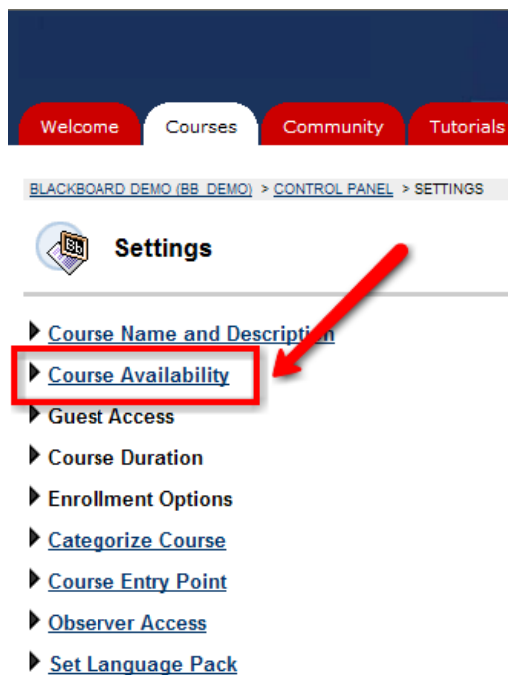 Welcome Courses Community Tutorials
BLACKBOARD DEMO (BB_DEMO) > CONTROL PANEL > SETTINGS
Bb Settings
Course Name and Description
Course Availability
Guest Access
Course Duration
Enrollment Options
Categorize Course
Course Entry Point
Observer Access
Set Language Pack